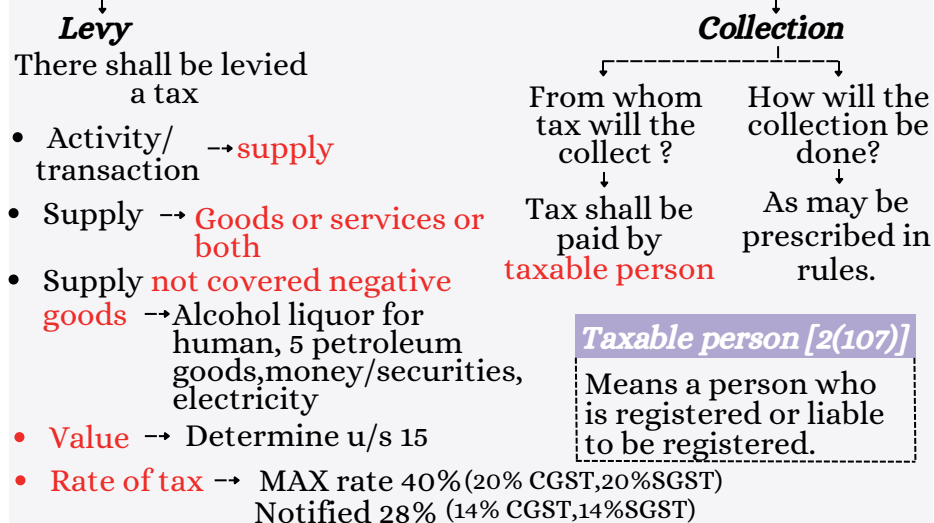 Levy
There shall be levied
a tax
• Activity/
transaction → supply
• Supply → Goods or services or
both
• Supply not covered negative
goods → Alcohol liquor for
human, 5 petroleum
goods,money/securities,
electricity
• Value → Determine u/s 15
• Rate of tax → MAX rate 40%(20% CGST,20%SGST)
Notified 28% (14% CGST,14%SGST)
Collection
From whom
tax will the
collect ?
Tax shall be
paid by
taxable person
How will the
collection be
done?
As may be
prescribed in
rules.
Taxable person [2(107)]
Means a person who
is registered or liable
to be registered.